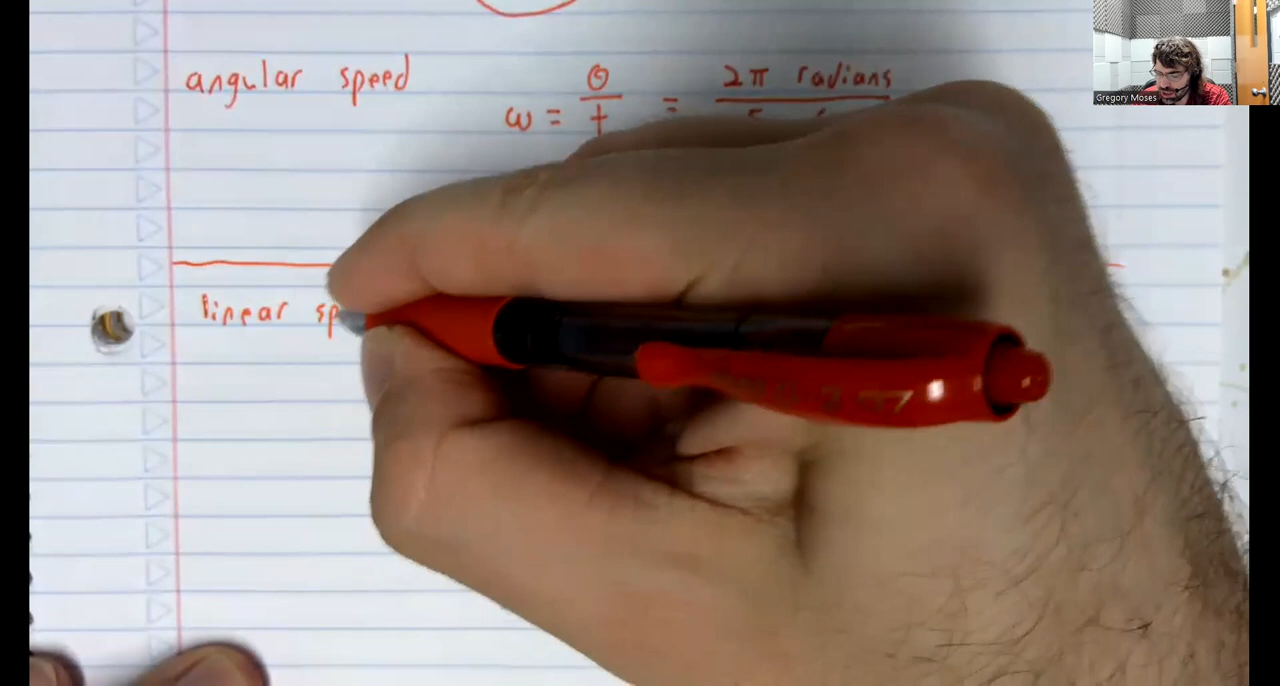 angular speed ω = θ/t = 2π radians
linear sp
Gregory Moses